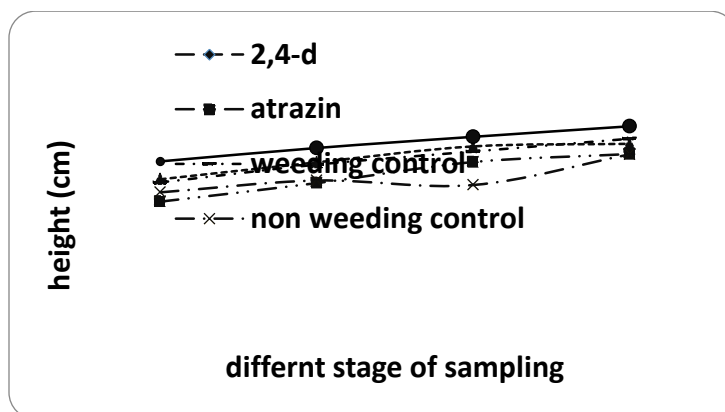 2,4-d
atrazin
weeding control
non weeding control
height (cm)
differnt stage of sampling